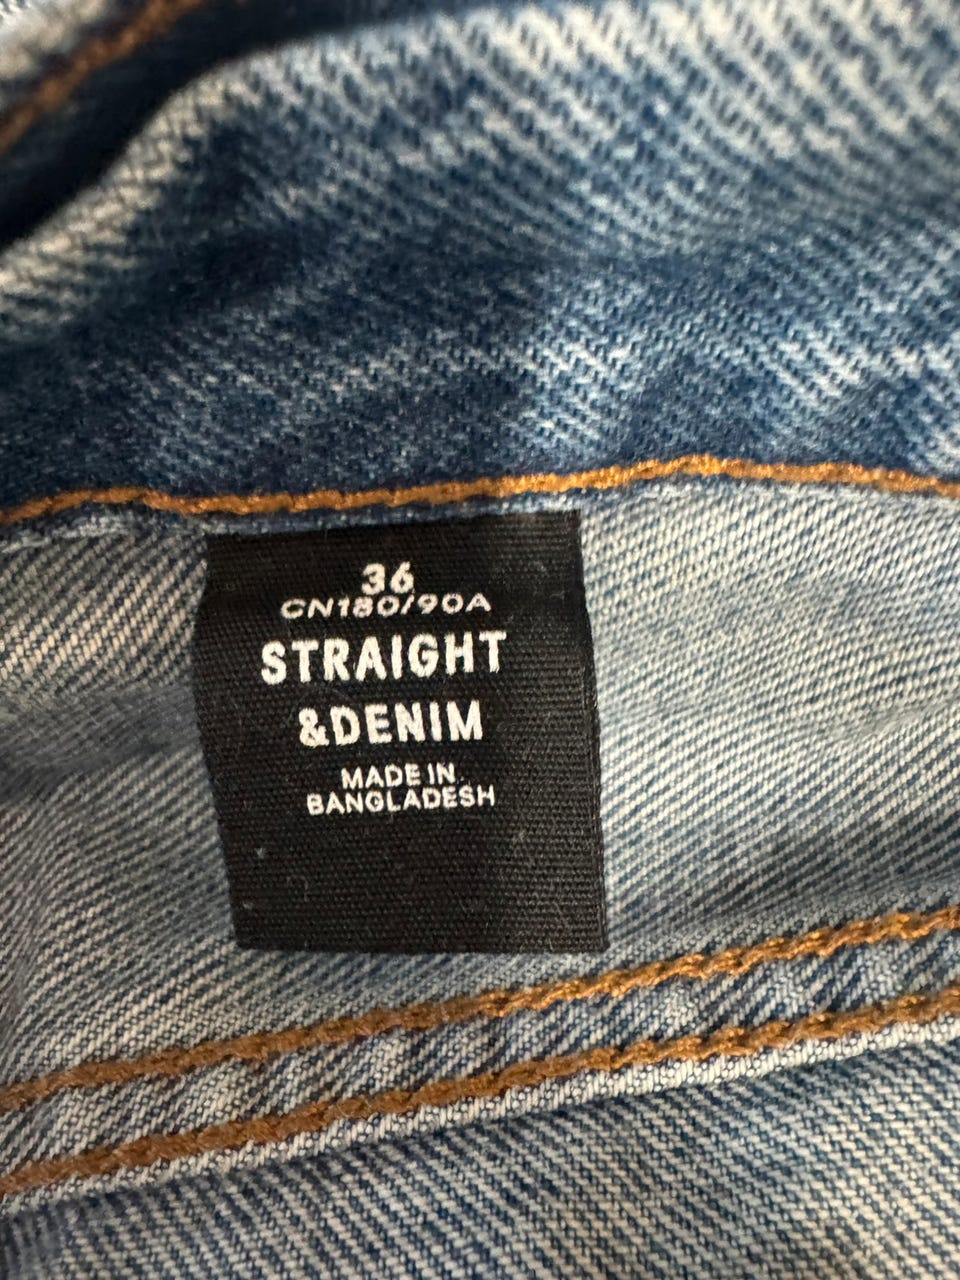 36
CN180/90A
STRAIGHT
&DENIM
MADE IN
BANGLADESH